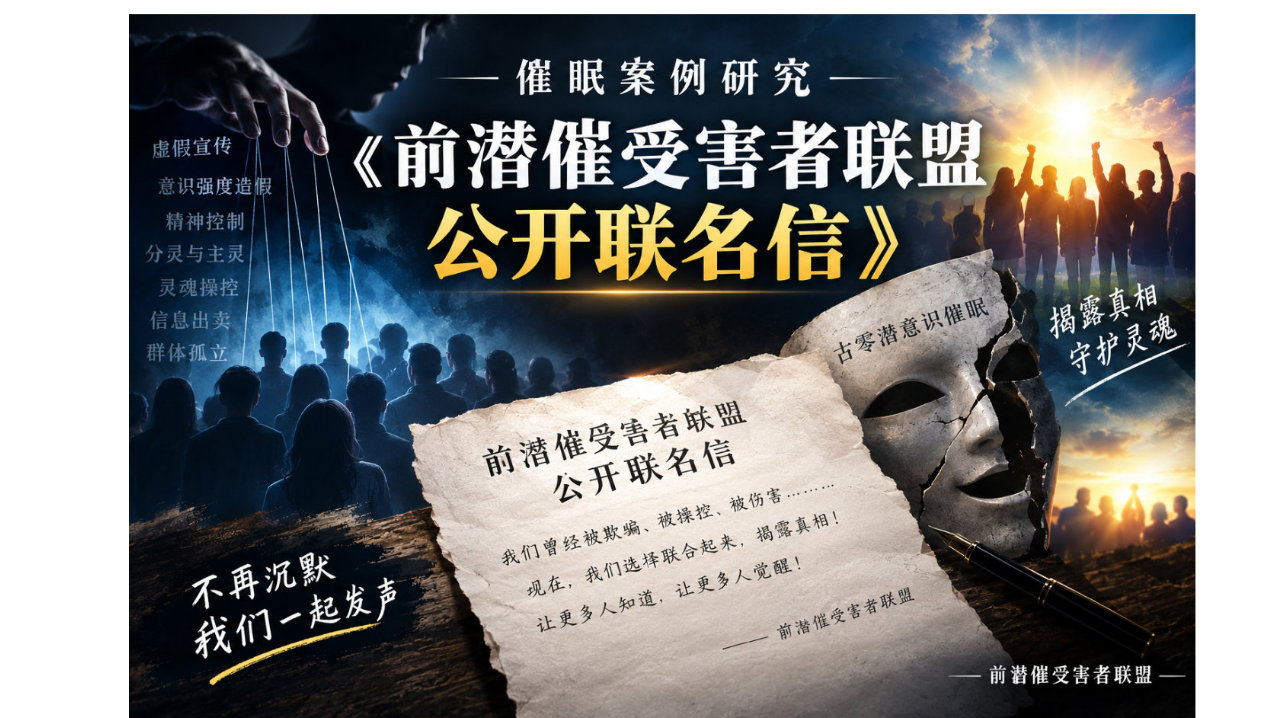 催眠案例研究
《前潜催受害者联盟
公开联名信》
虚假宣传
意识强度造假
精神控制
分灵与主灵
灵魂操控
信息出卖
群体孤立
古零潜意识催眠
揭露真相
守护灵魂
前潜催受害者联盟
公开联名信
我们曾经被欺骗、被操控、被伤害………
现在，我们选择联合起来，揭露真相！
让更多人知道，让更多人觉醒！
—— 前潜催受害者联盟
不再沉默
我们一起发声
— 前潜催受害者联盟 —